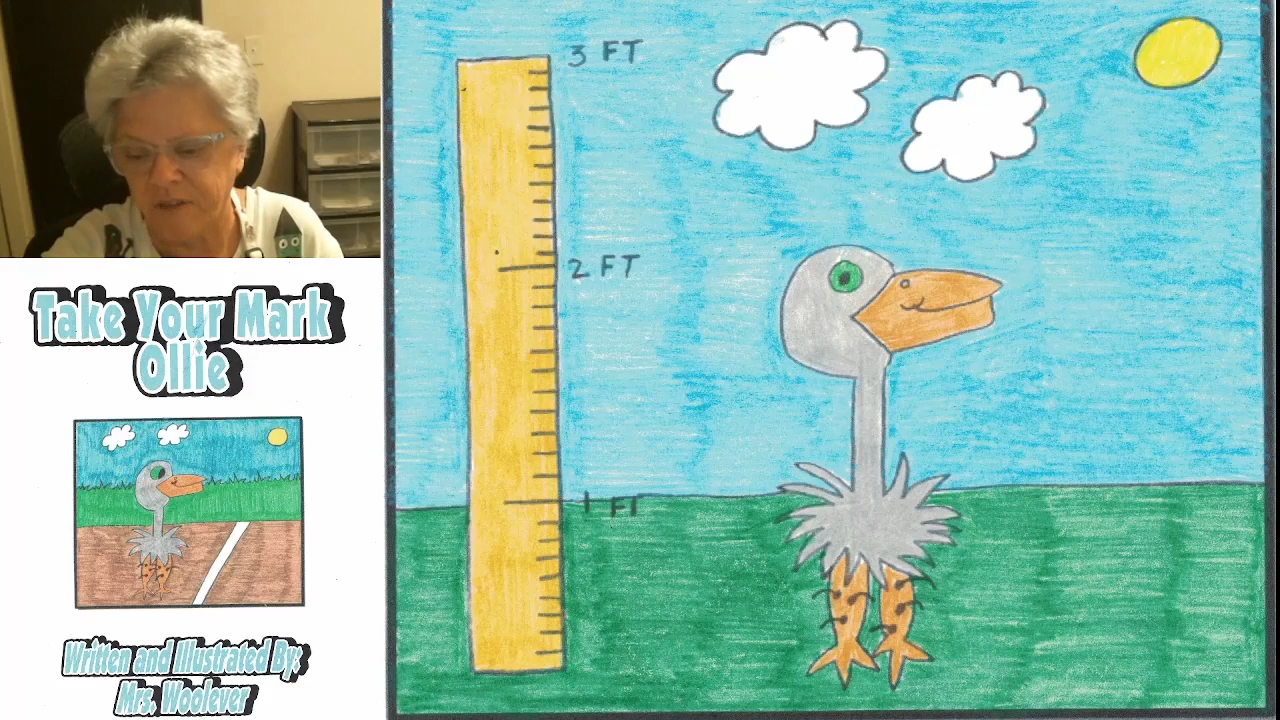 Take Your Mark
Ollie
Written and Illustrated By:
Mrs. Woolever
3 FT
2 FT
1 FT